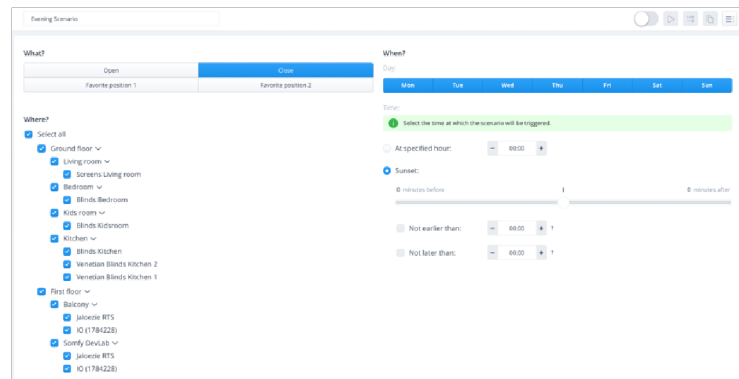 Evening Scenario
What?
Open
Close
Favorite position 1
Favorite position 2
Where?
Select all
Ground floor
Living room
Screens Living room
Bedroom
Blinds Bedroom
Kids room
Blinds Kidsroom
Kitchen
Blinds Kitchen
Venetian Blinds Kitchen 2
Venetian Blinds Kitchen 1
First floor
Balcony
Jaloezie RTS
IO (1784228)
Somfy DevLab
Jaloezie RTS
IO (1784228)
When?
Day:
Mon Tue Wed Thu Fri Sat Sun
Time:
Select the time at which the scenario will be triggered.
At specified hour: − 00:00 +
Sunset:
0 minutes before 0 minutes after
Not earlier than: − 00:00 + ?
Not later than: − 00:00 + ?